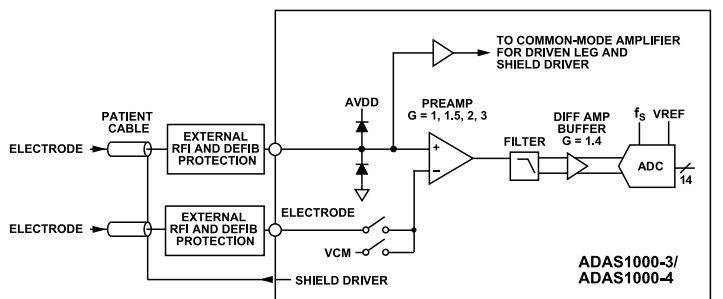 TO COMMON-MODE AMPLIFIER
FOR DRIVEN LEG AND
SHIELD DRIVER
AVDD
PREAMP
G = 1, 1.5, 2, 3
DIFF AMP
BUFFER
G = 1.4
fS
VREF
PATIENT
CABLE
EXTERNAL
RFI AND DEFIB
PROTECTION
FILTER
ELECTRODE
+
–
ADC
14
EXTERNAL
RFI AND DEFIB
PROTECTION
ELECTRODE
ELECTRODE
VCM
SHIELD DRIVER
ADAS1000-3/
ADAS1000-4